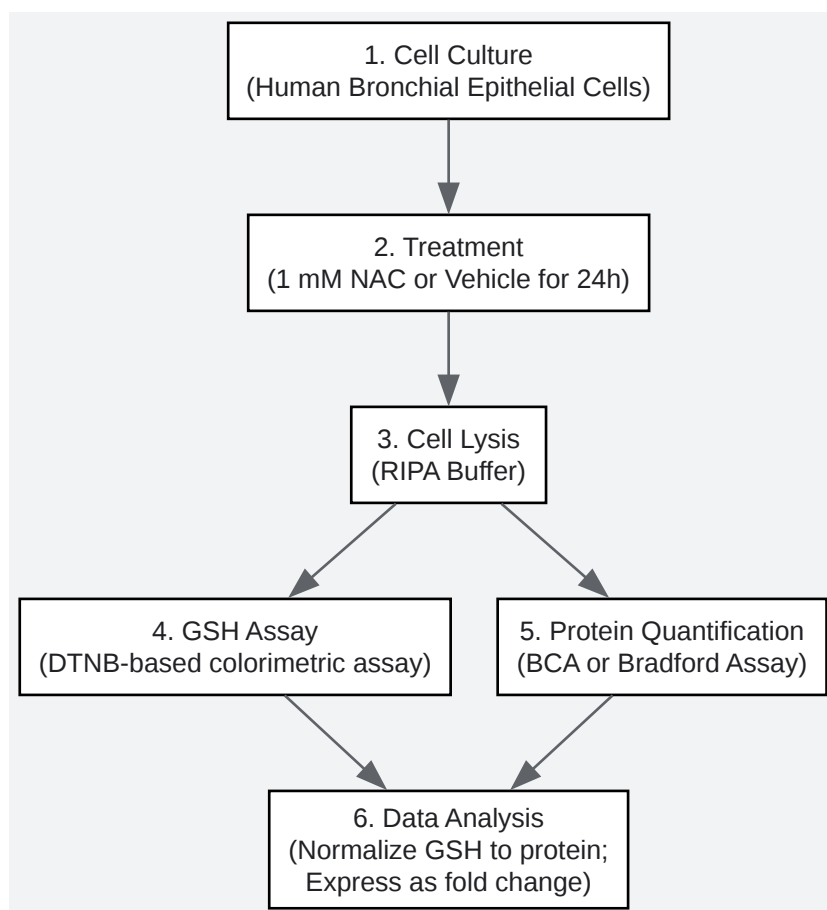 1. Cell Culture
(Human Bronchial Epithelial Cells)
2. Treatment
(1 mM NAC or Vehicle for 24h)
3. Cell Lysis
(RIPA Buffer)
4. GSH Assay
(DTNB-based colorimetric assay)
5. Protein Quantification
(BCA or Bradford Assay)
6. Data Analysis
(Normalize GSH to protein;
Express as fold change)